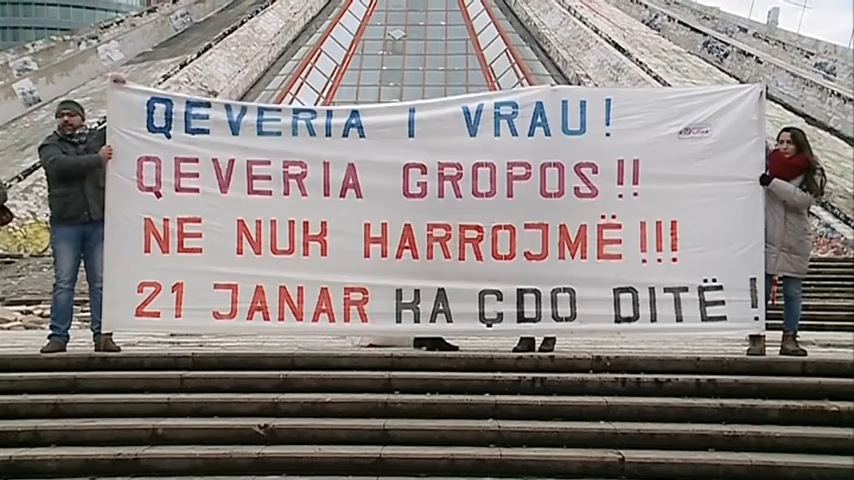 QEVERIA I VRAU!
QEVERIA GROPOS!!
NE NUK HARROJMË!!!
21 JANAR KA ÇDO DITË!